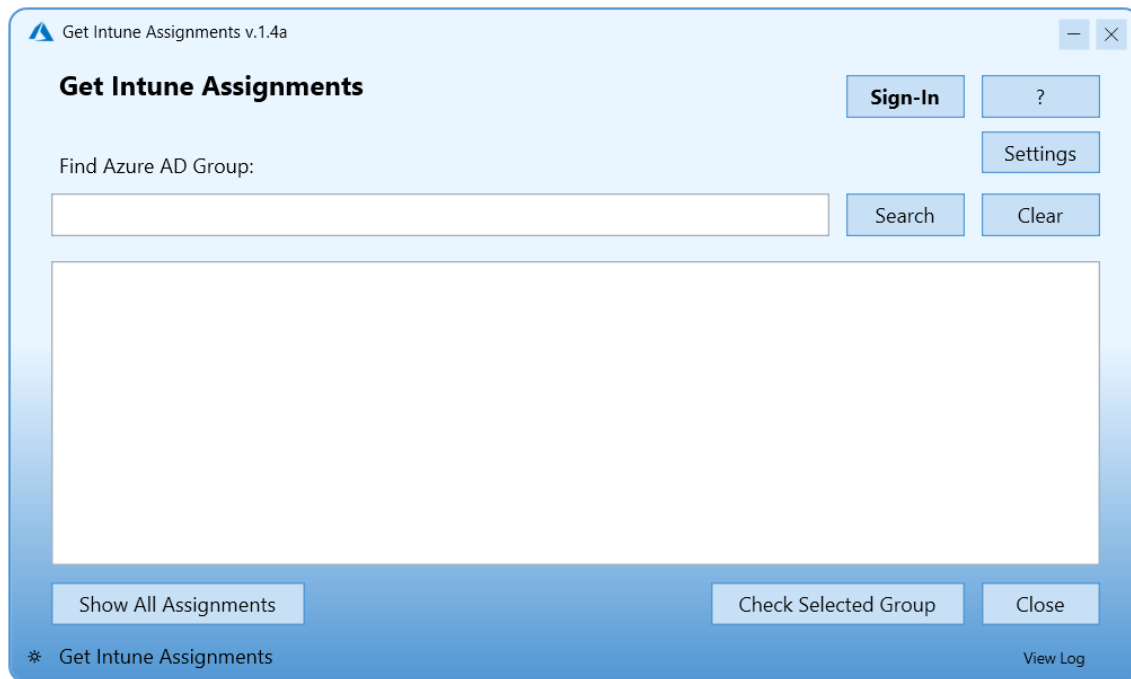 Get Intune Assignments v.1.4a
Get Intune Assignments
Sign-In
?
Settings
Find Azure AD Group:
Search
Clear
Show All Assignments
Check Selected Group
Close
Get Intune Assignments
View Log